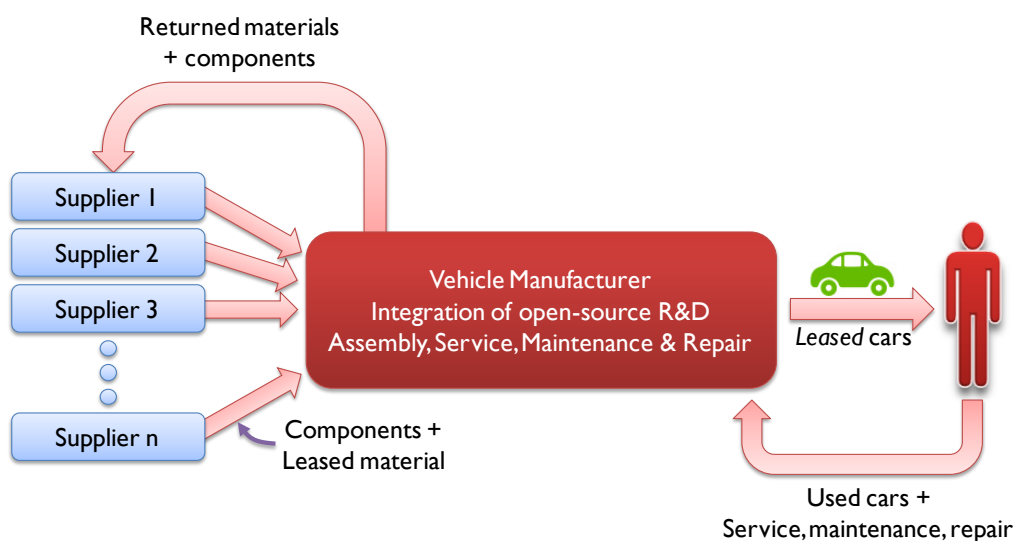 Returned materials
+ components
Supplier 1
Supplier 2
Supplier 3
Supplier n
Components +
Leased material
Vehicle Manufacturer
Integration of open-source R&D
Assembly, Service, Maintenance & Repair
Leased cars
Used cars +
Service, maintenance, repair